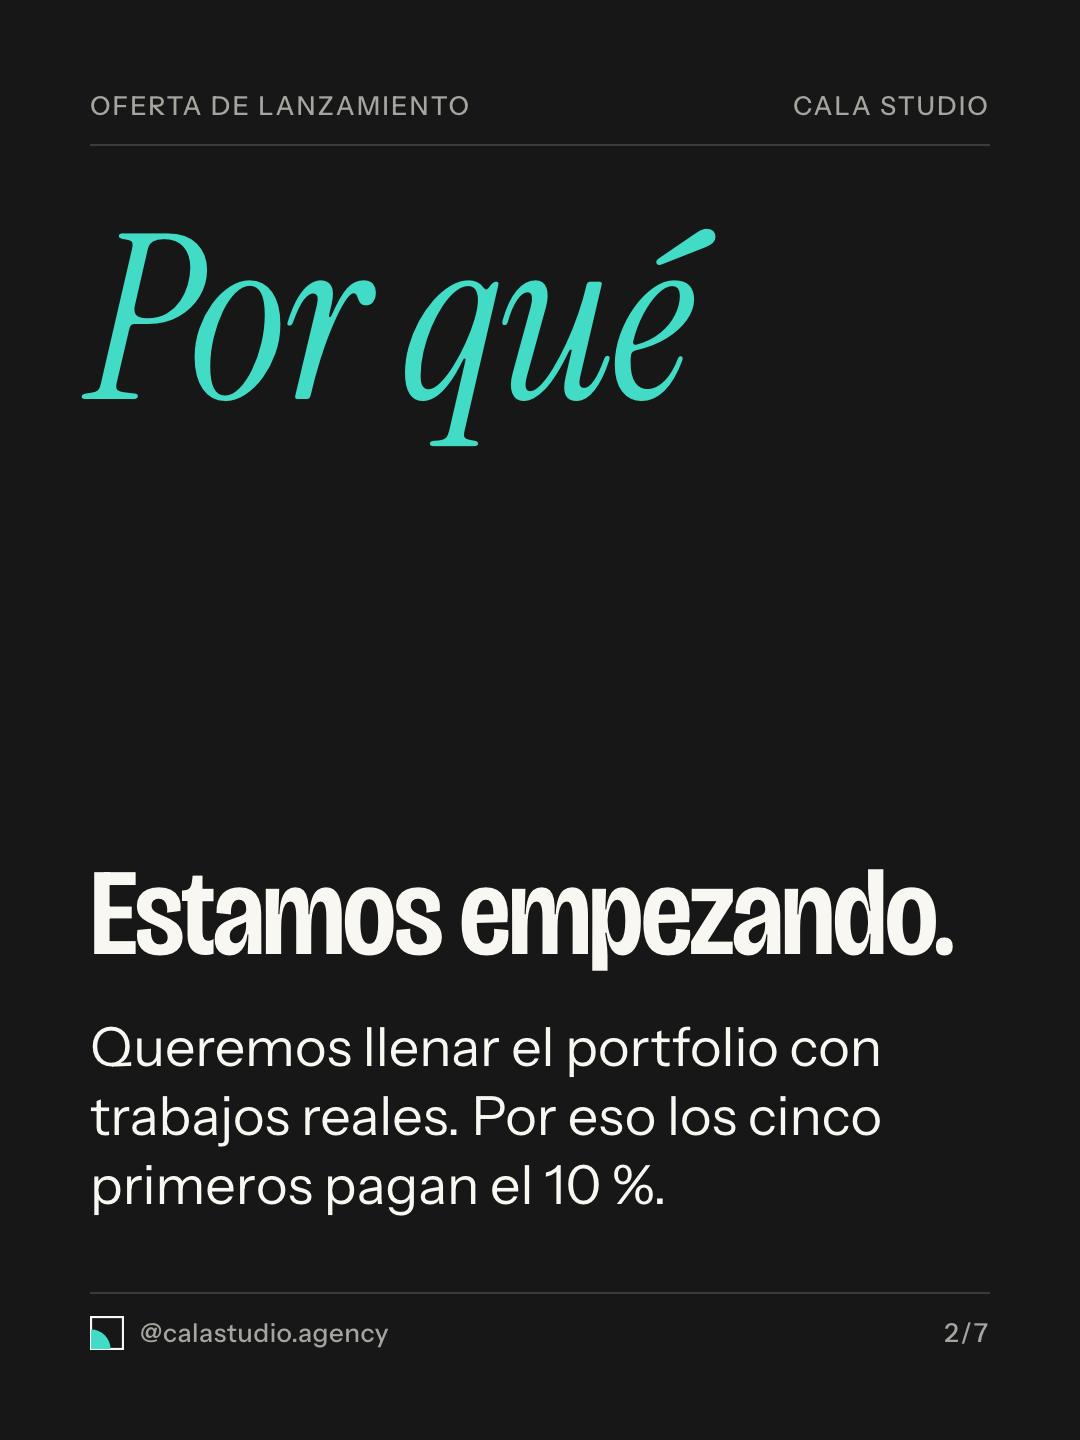 OFERTA DE LANZAMIENTO
CALA STUDIO
Por qué
Estamos empezando.
Queremos llenar el portfolio con
trabajos reales. Por eso los cinco
primeros pagan el 10 %.
@calastudio.agency
2/7